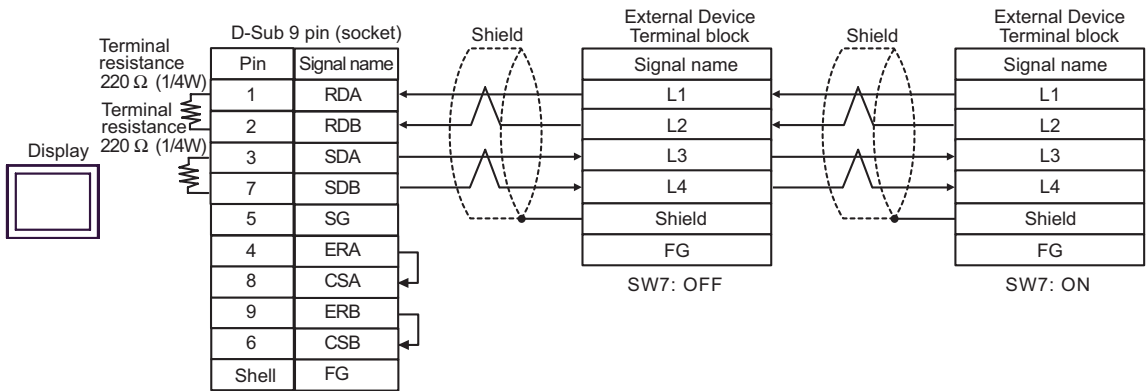 Display
Terminal
resistance
220 Ω (1/4W)
Terminal
resistance
220 Ω (1/4W)
D-Sub 9 pin (socket)
Pin Signal name
1 RDA
2 RDB
3 SDA
7 SDB
5 SG
4 ERA
8 CSA
9 ERB
6 CSB
Shell FG
Shield
External Device
Terminal block
Signal name
L1
L2
L3
L4
Shield
FG
SW7: OFF
Shield
External Device
Terminal block
Signal name
L1
L2
L3
L4
Shield
FG
SW7: ON